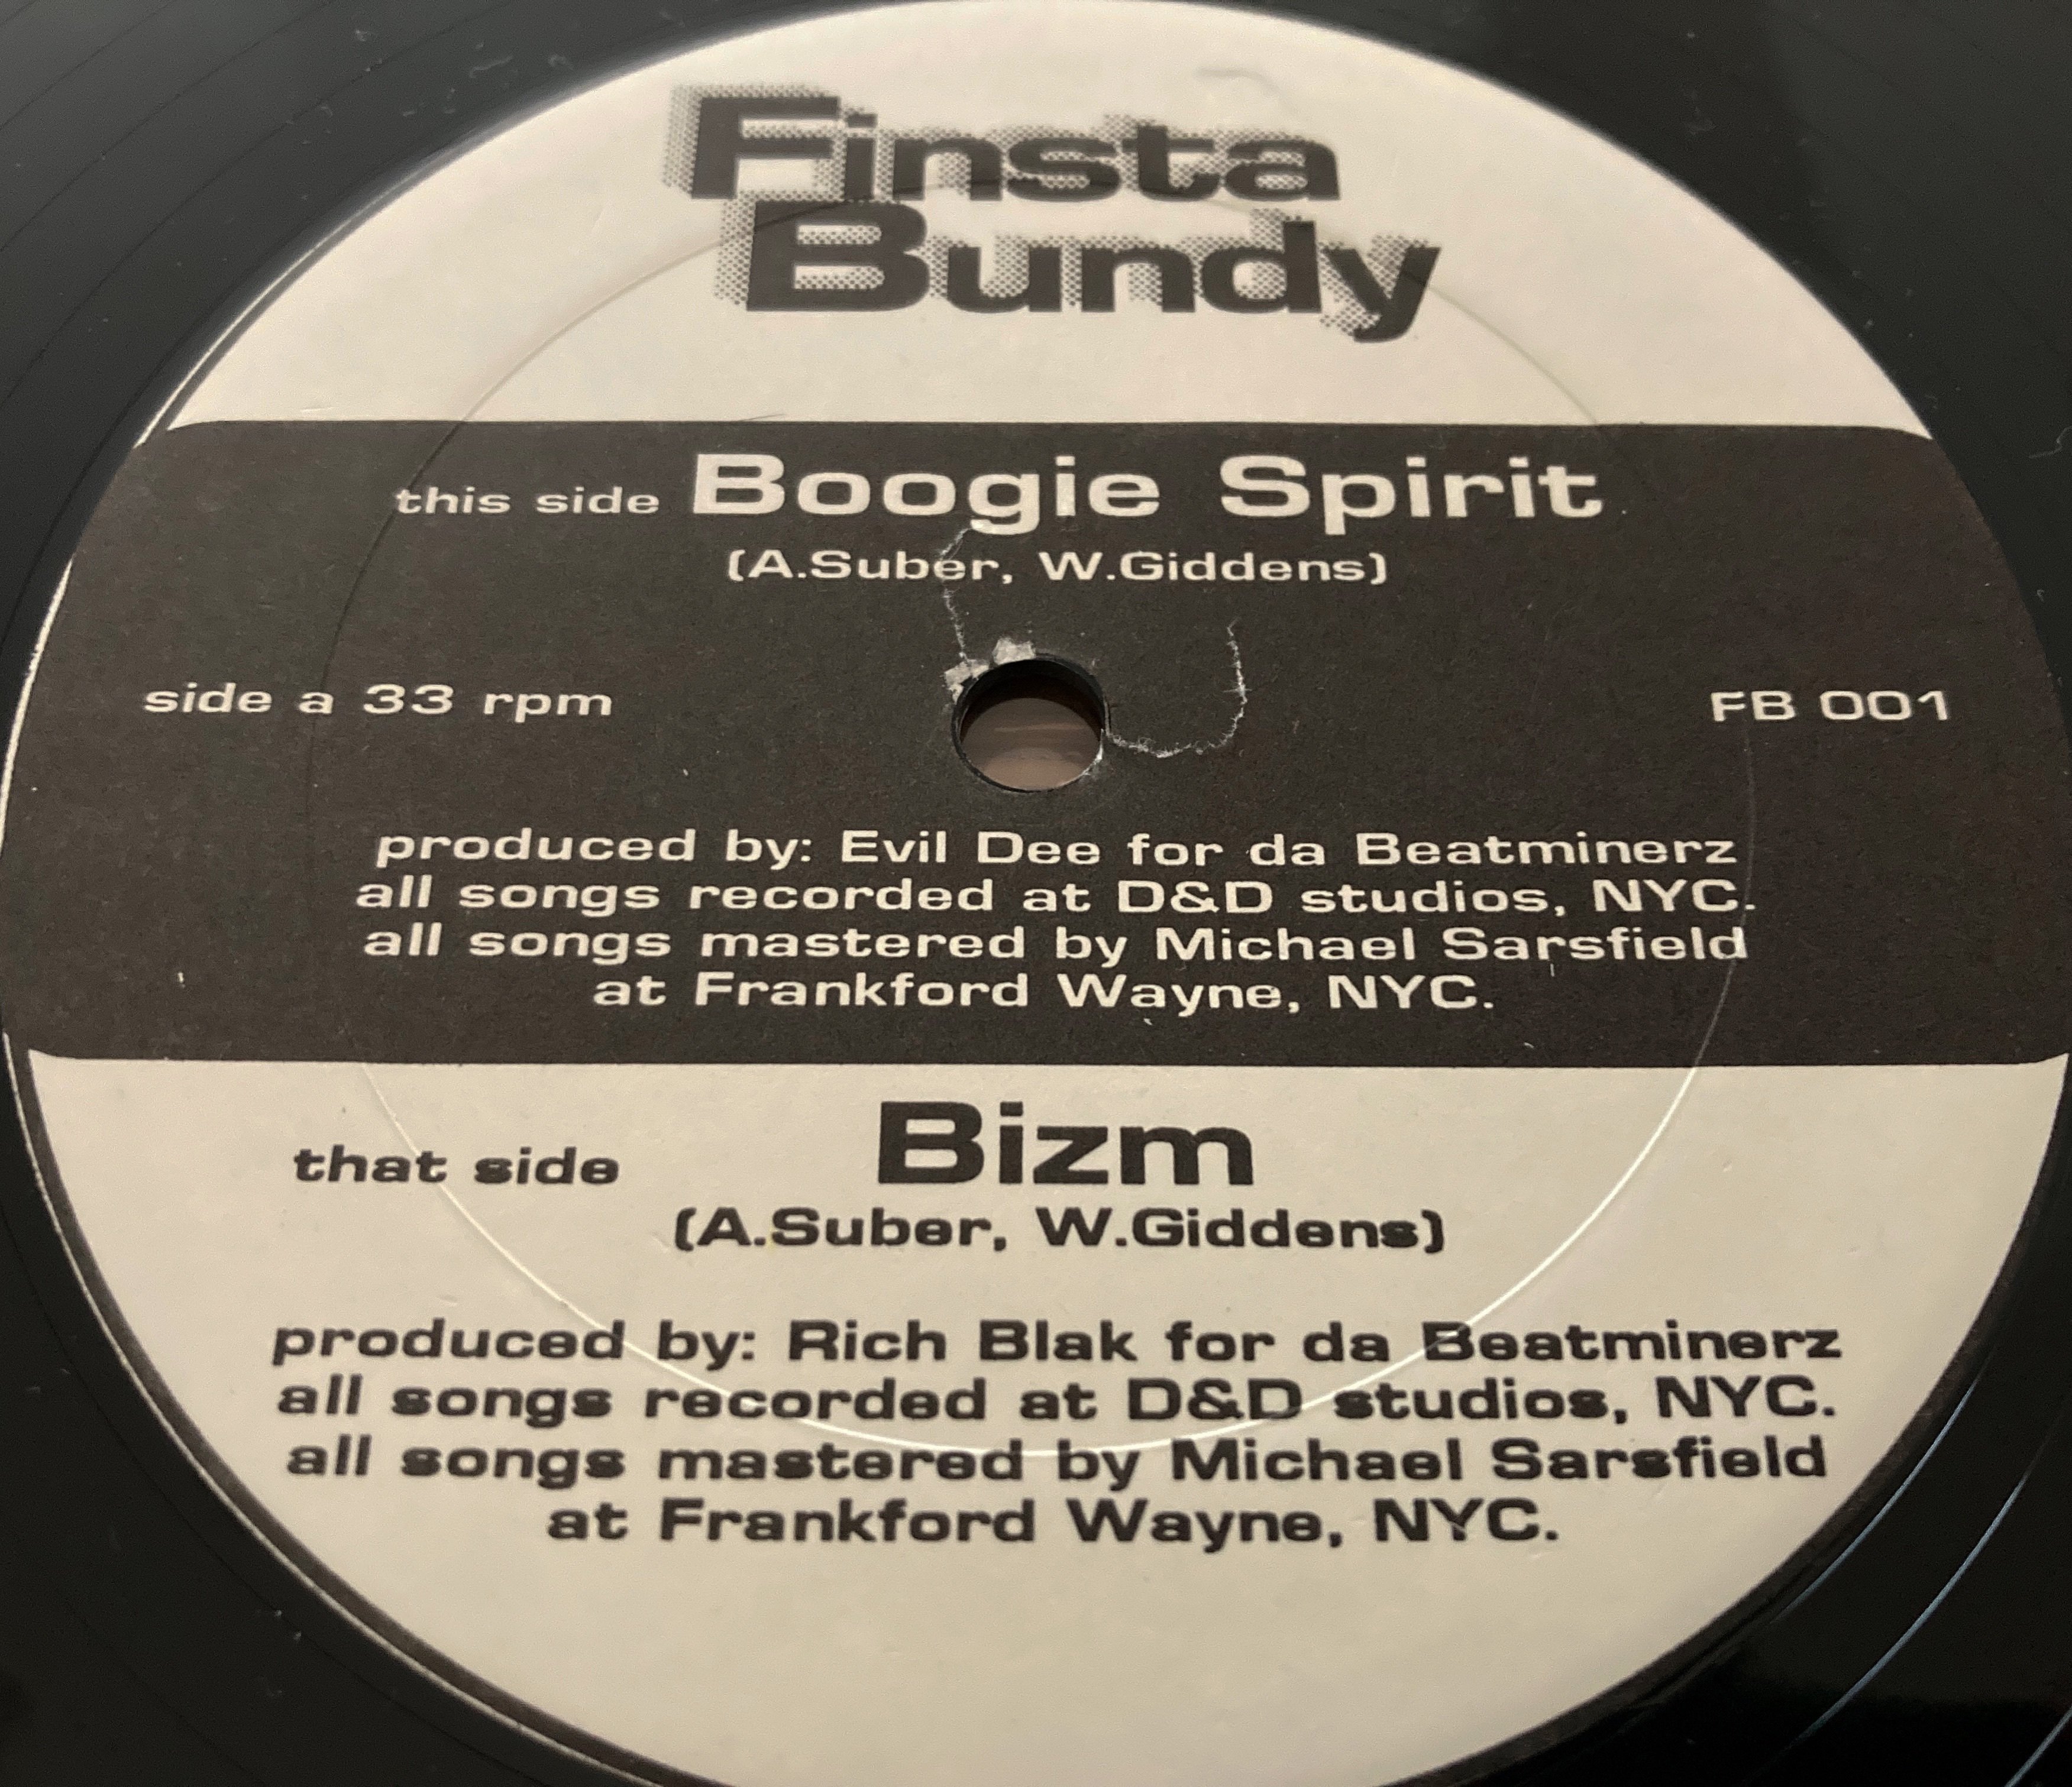 Finsta
Bundy
this side Boogie Spirit
(A.Suber, W.Giddens)
side a 33 rpm
FB 001
produced by: Evil Dee for da Beatminerz
all songs recorded at D&D studios, NYC.
all songs mastered by Michael Sarsfield
at Frankford Wayne, NYC.
that side Bizm
(A.Suber, W.Giddens)
produced by: Rich Blak for da Beatminerz
all songs recorded at D&D studios, NYC.
all songs mastered by Michael Sarsfield
at Frankford Wayne, NYC.